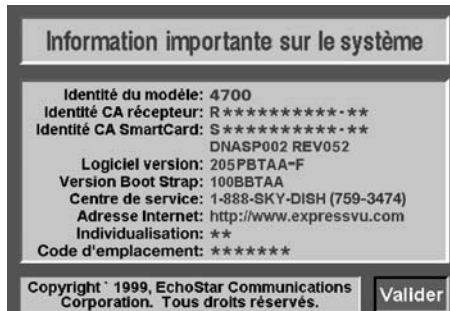 Information importante sur le système
Identité du modèle: 4700
Identité CA récepteur: R**********-**
Identité CA SmartCard: S**********-**
DNASP002 REV052
Logiciel version: 205PBTAA-F
Version Boot Strap: 100BBTAA
Centre de service: 1-888-SKY-DISH (759-3474)
Adresse Internet: http://www.expressvu.com
Individualisation: **
Code d'emplacement: *******
Copyright ` 1999, EchoStar Communications
Corporation. Tous droits réservés.
Valider